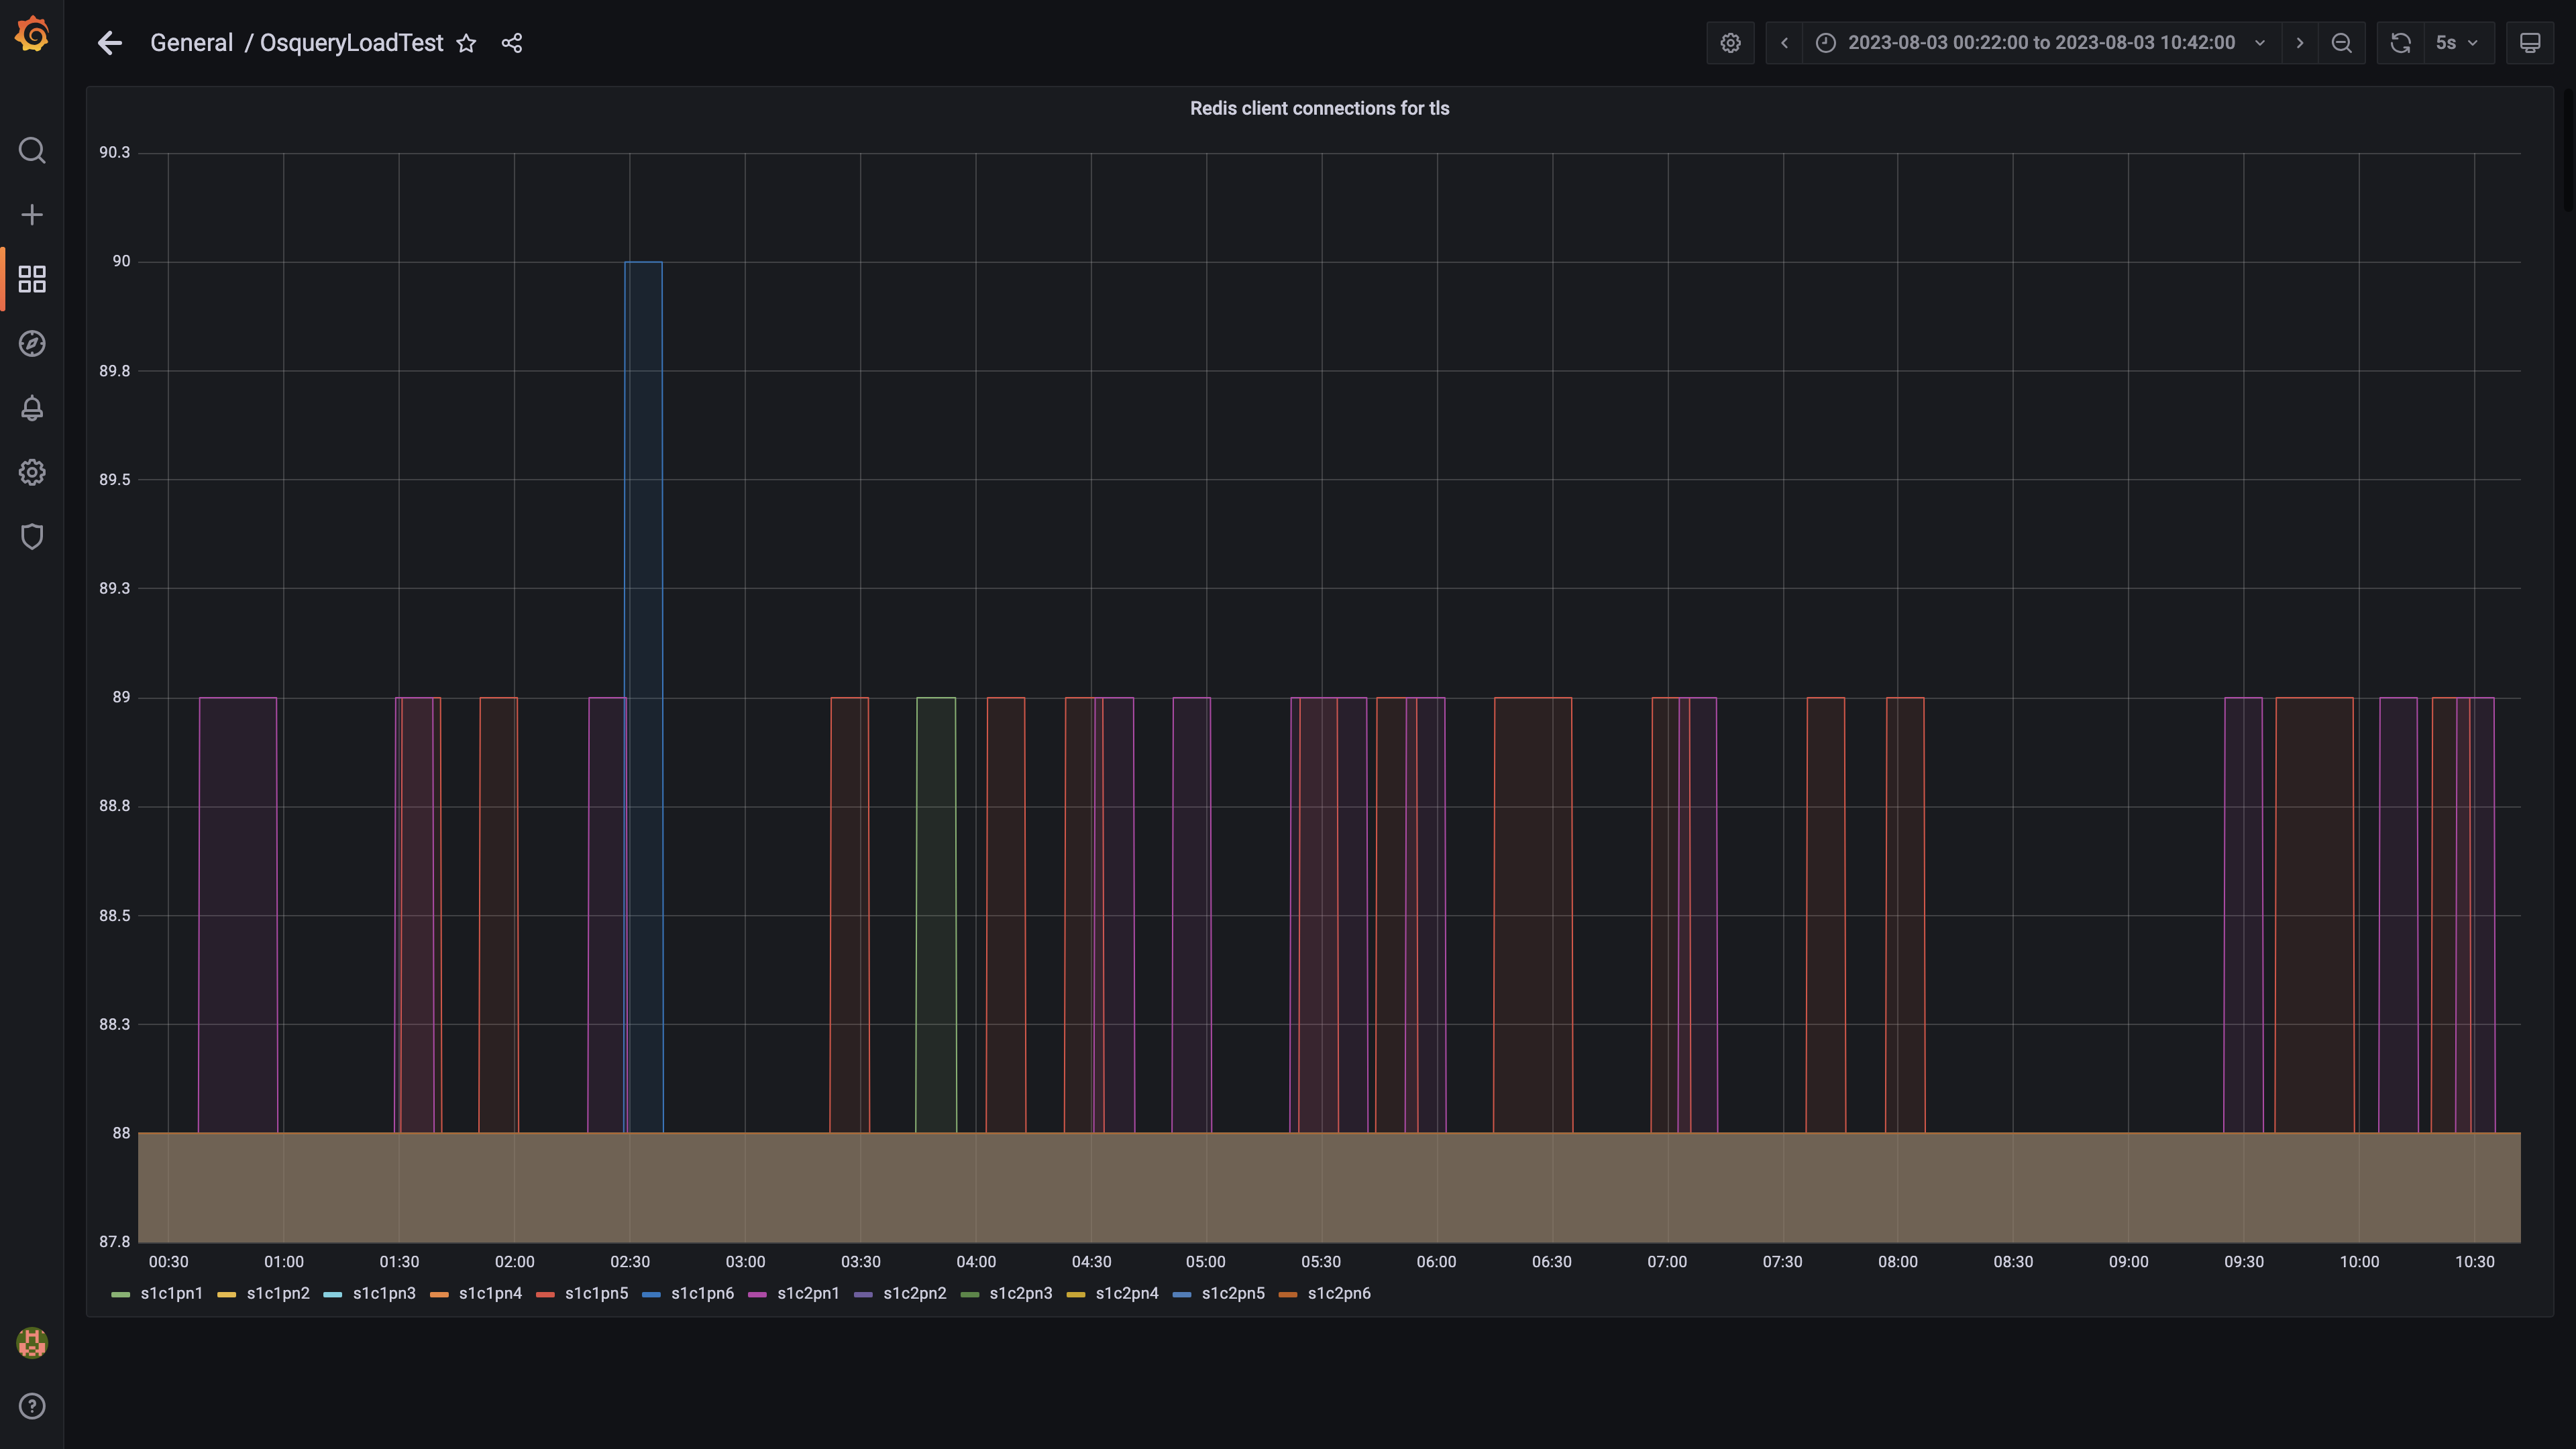 General / OsqueryLoadTest
2023-08-03 00:22:00 to 2023-08-03 10:42:00
5s
Redis client connections for tls
90.3
90
89.8
89.5
89.3
89
88.8
88.5
88.3
88
87.8
00:30 01:00 01:30 02:00 02:30 03:00 03:30 04:00 04:30 05:00 05:30 06:00 06:30 07:00 07:30 08:00 08:30 09:00 09:30 10:00 10:30
s1c1pn1 s1c1pn2 s1c1pn3 s1c1pn4 s1c1pn5 s1c1pn6 s1c2pn1 s1c2pn2 s1c2pn3 s1c2pn4 s1c2pn5 s1c2pn6